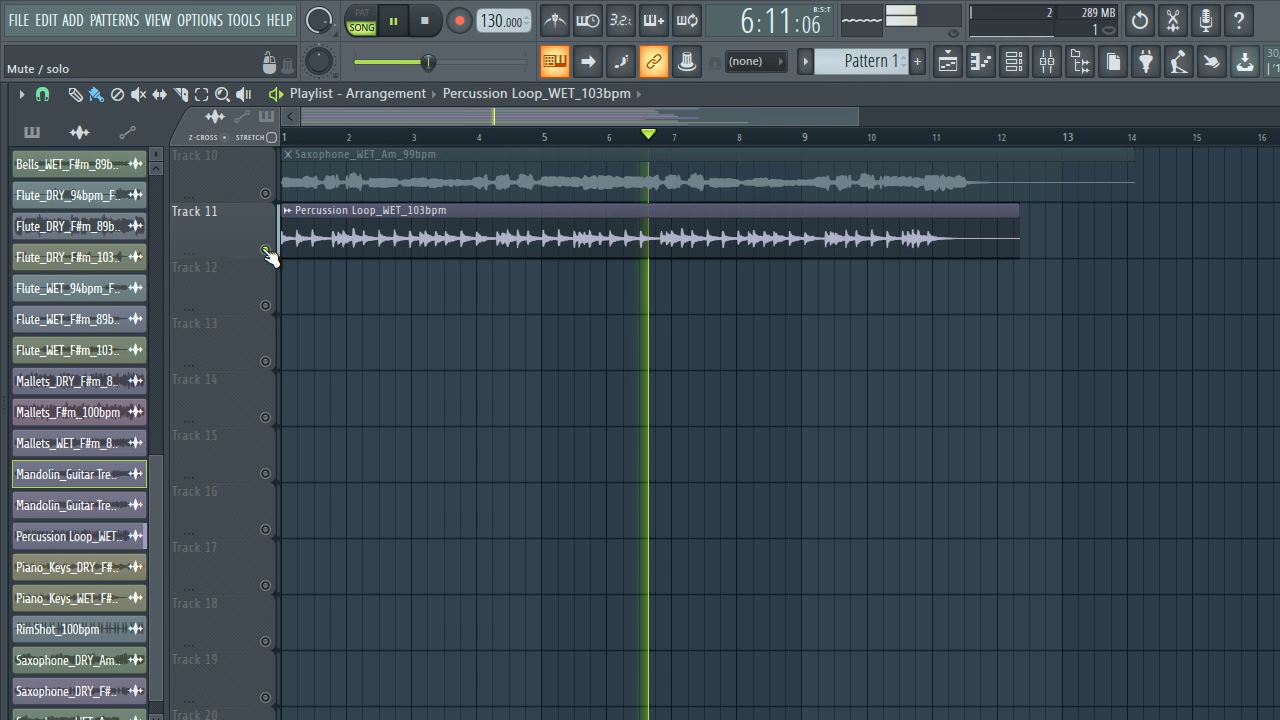 FILE EDIT ADD PATTERNS VIEW OPTIONS TOOLS HELP
PAT
SONG
130.000
3.2
6:11:06
B:S:T
2
289 MB
1
Mute / solo
(none)
Pattern 1
Playlist - Arrangement
Percussion Loop_WET_103bpm
Z-CROSS
STRETCH
1 2 3 4 5 6 7 8 9 10 11 12 13 14 15 16
Bells_WET_F#m_89b..
Flute_DRY_94bpm_F..
Flute_DRY_F#m_89b..
Flute_DRY_F#m_103..
Flute_WET_94bpm_F..
Flute_WET_F#m_89b..
Flute_WET_F#m_103..
Mallets_DRY_F#m_8..
Mallets_F#m_100bpm
Mallets_WET_F#m_8..
Mandolin_Guitar Tre..
Mandolin_Guitar Tre..
Percussion Loop_WET..
Piano_Keys_DRY_F#..
Piano_Keys_WET_F#..
RimShot_100bpm
Saxophone_DRY_Am..
Saxophone_DRY_F#..
Track 10
Saxophone_WET_Am_99bpm
Track 11
Percussion Loop_WET_103bpm
Track 12
Track 13
Track 14
Track 15
Track 16
Track 17
Track 18
Track 19
Track 20